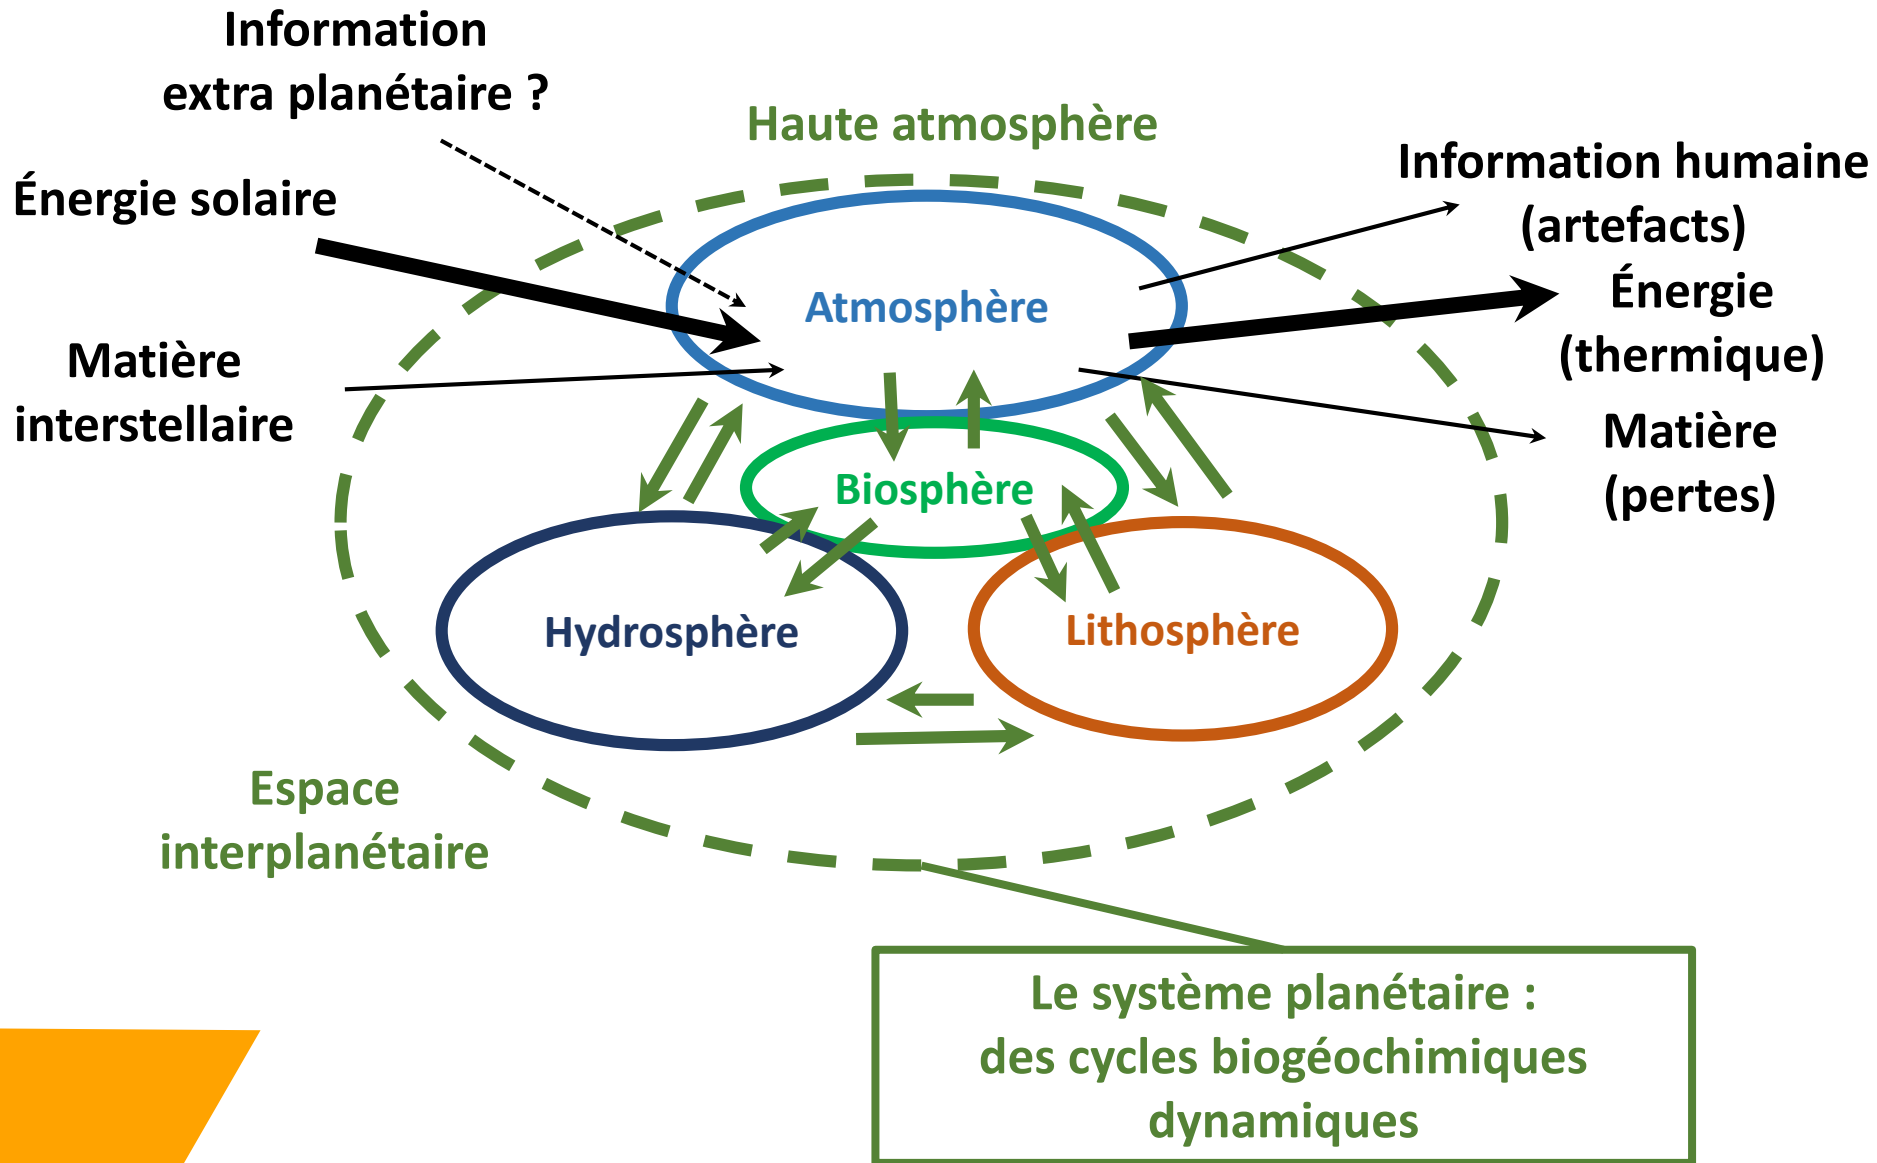 Information
extra planétaire ?
Haute atmosphère
Énergie solaire
Information humaine
(artefacts)
Atmosphère
Énergie
(thermique)
Matière
interstellaire
Matière
(pertes)
Biosphère
Hydrosphère
Lithosphère
Espace
interplanétaire
Le système planétaire :
des cycles biogéochimiques
dynamiques